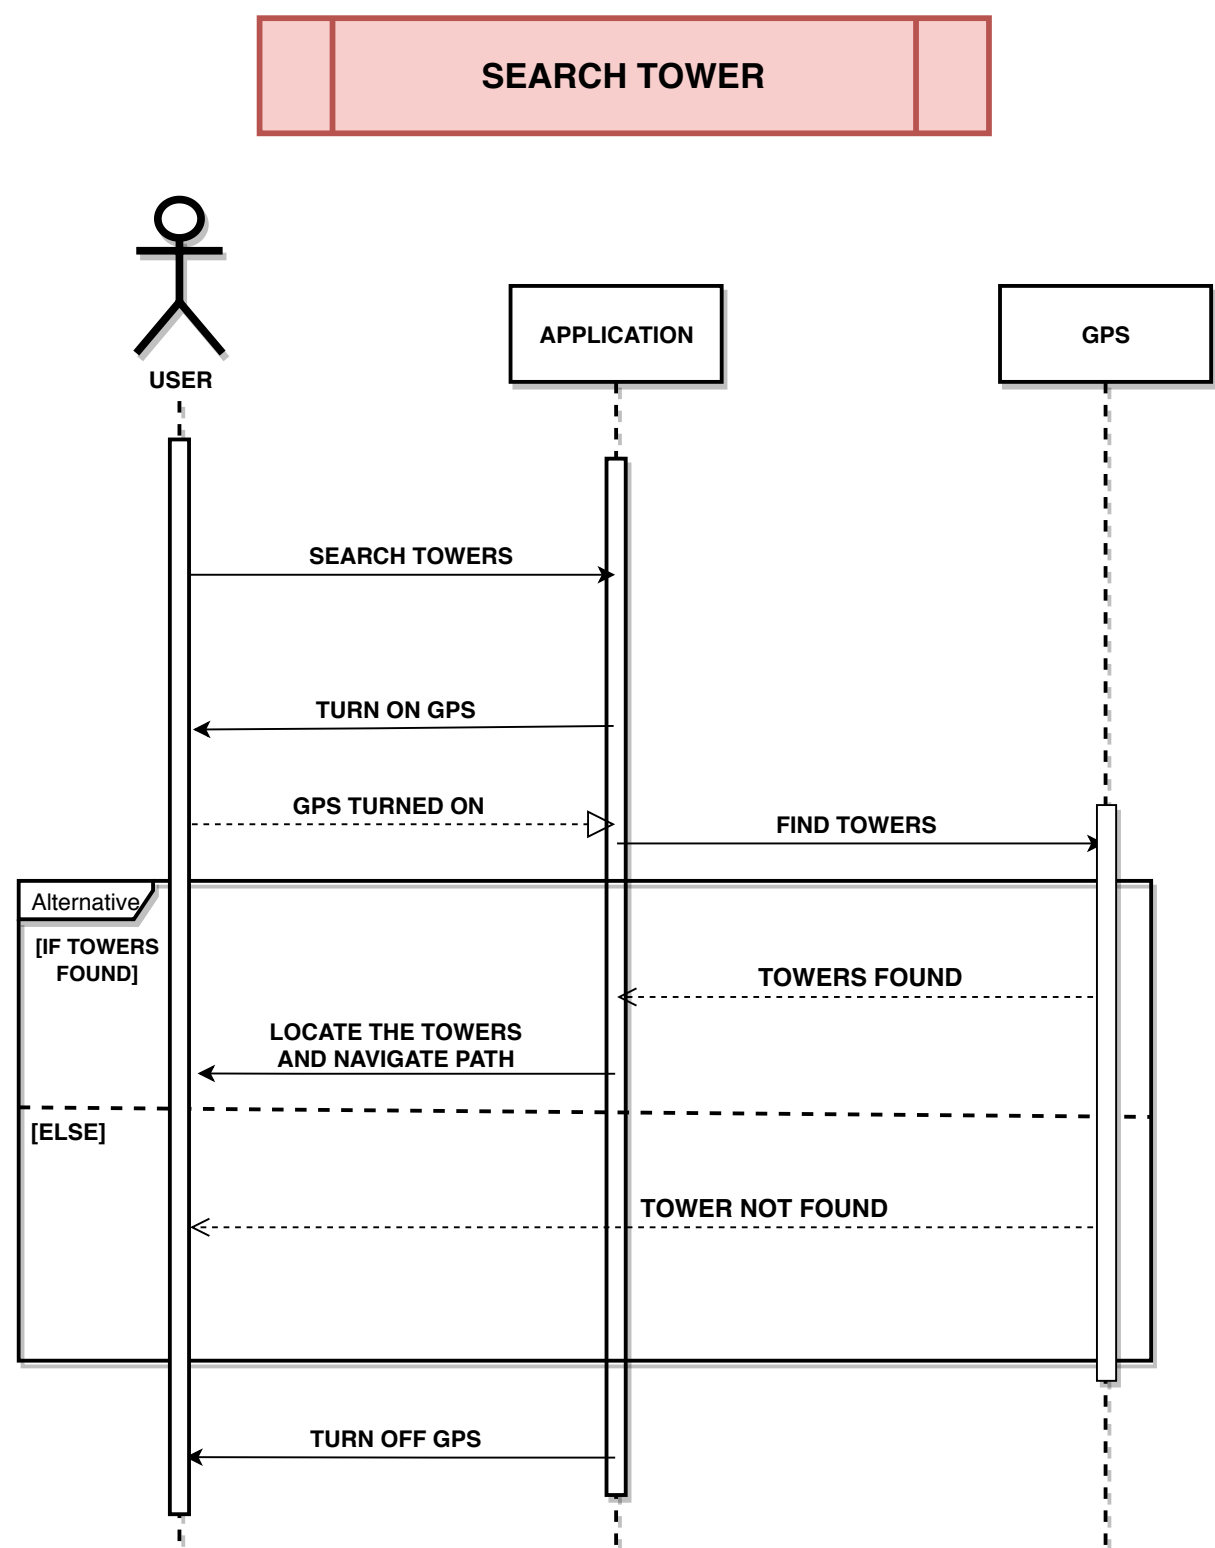 SEARCH TOWER
USER
APPLICATION
GPS
SEARCH TOWERS
TURN ON GPS
GPS TURNED ON
FIND TOWERS
Alternative
[IF TOWERS
FOUND]
TOWERS FOUND
LOCATE THE TOWERS
AND NAVIGATE PATH
[ELSE]
TOWER NOT FOUND
TURN OFF GPS